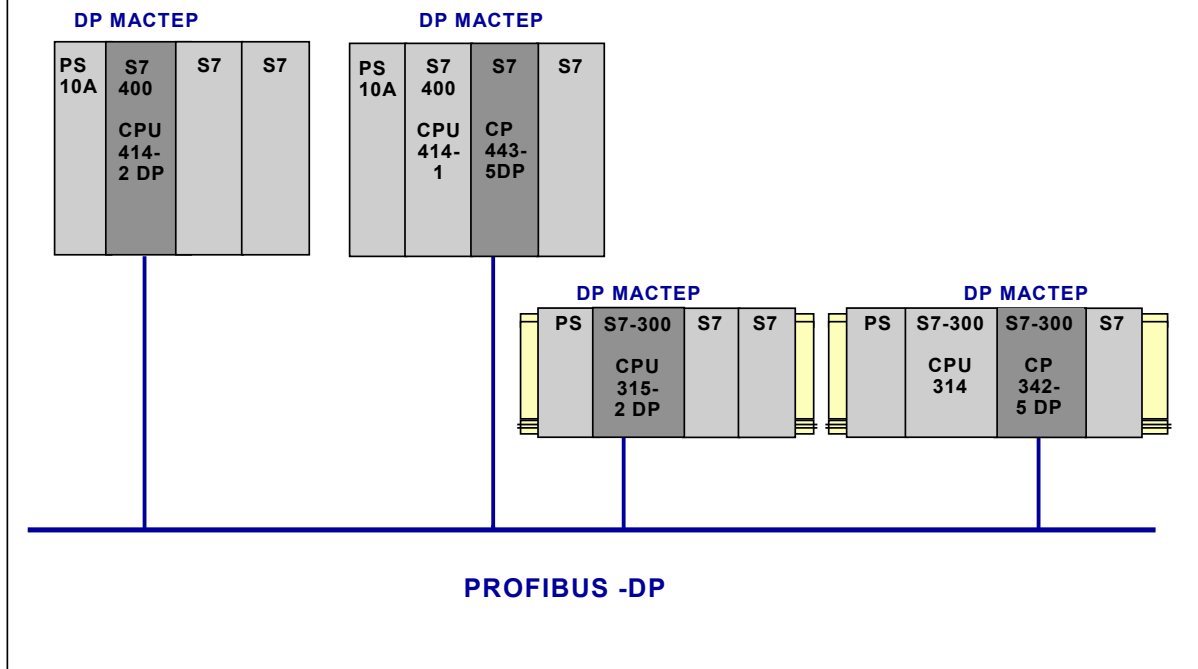 DP МАСТЕР
PS
10A
S7
400
CPU
414-
2 DP
S7
S7
DP МАСТЕР
PS
10A
S7
400
CPU
414-
1
S7
CP
443-
5DP
S7
DP МАСТЕР
PS
S7-300
CPU
315-
2 DP
S7
S7
DP МАСТЕР
PS
S7-300
CPU
314
S7-300
CP
342-
5 DP
S7
PROFIBUS -DP